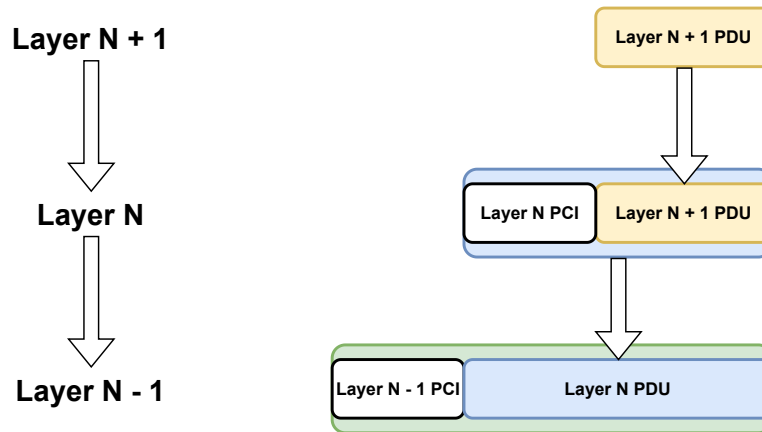 Layer N + 1
Layer N + 1 PDU
Layer N
Layer N PCI
Layer N + 1 PDU
Layer N - 1
Layer N - 1 PCI
Layer N PDU